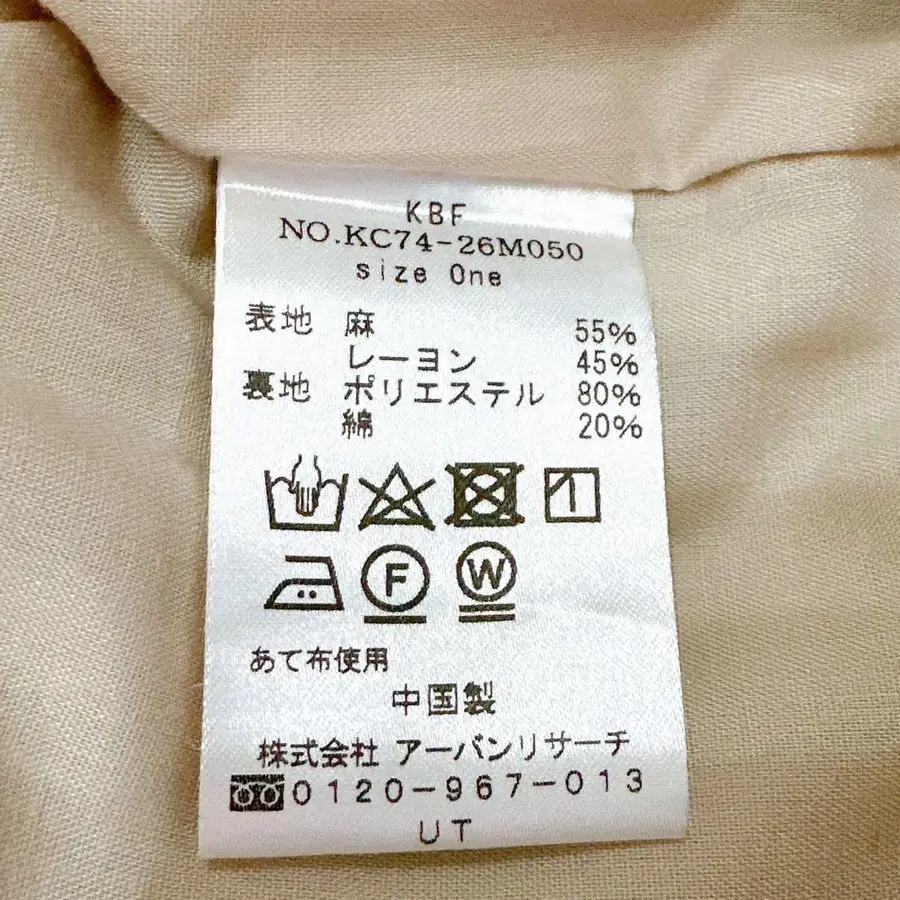 KBF
NO.KC74-26M050
size One
表地 麻 55%
レーヨン 45%
裏地 ポリエステル 80%
綿 20%
F W
あて布使用
中国製
株式会社 アーバンリサーチ
0120-967-013
UT